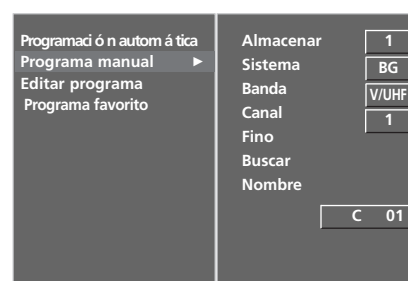 Programaci ó n autom á tica
Programa manual ►
Editar programa
Programa favorito
Almacenar 1
Sistema BG
Banda V/UHF
Canal 1
Fino
Buscar
Nombre
C 01